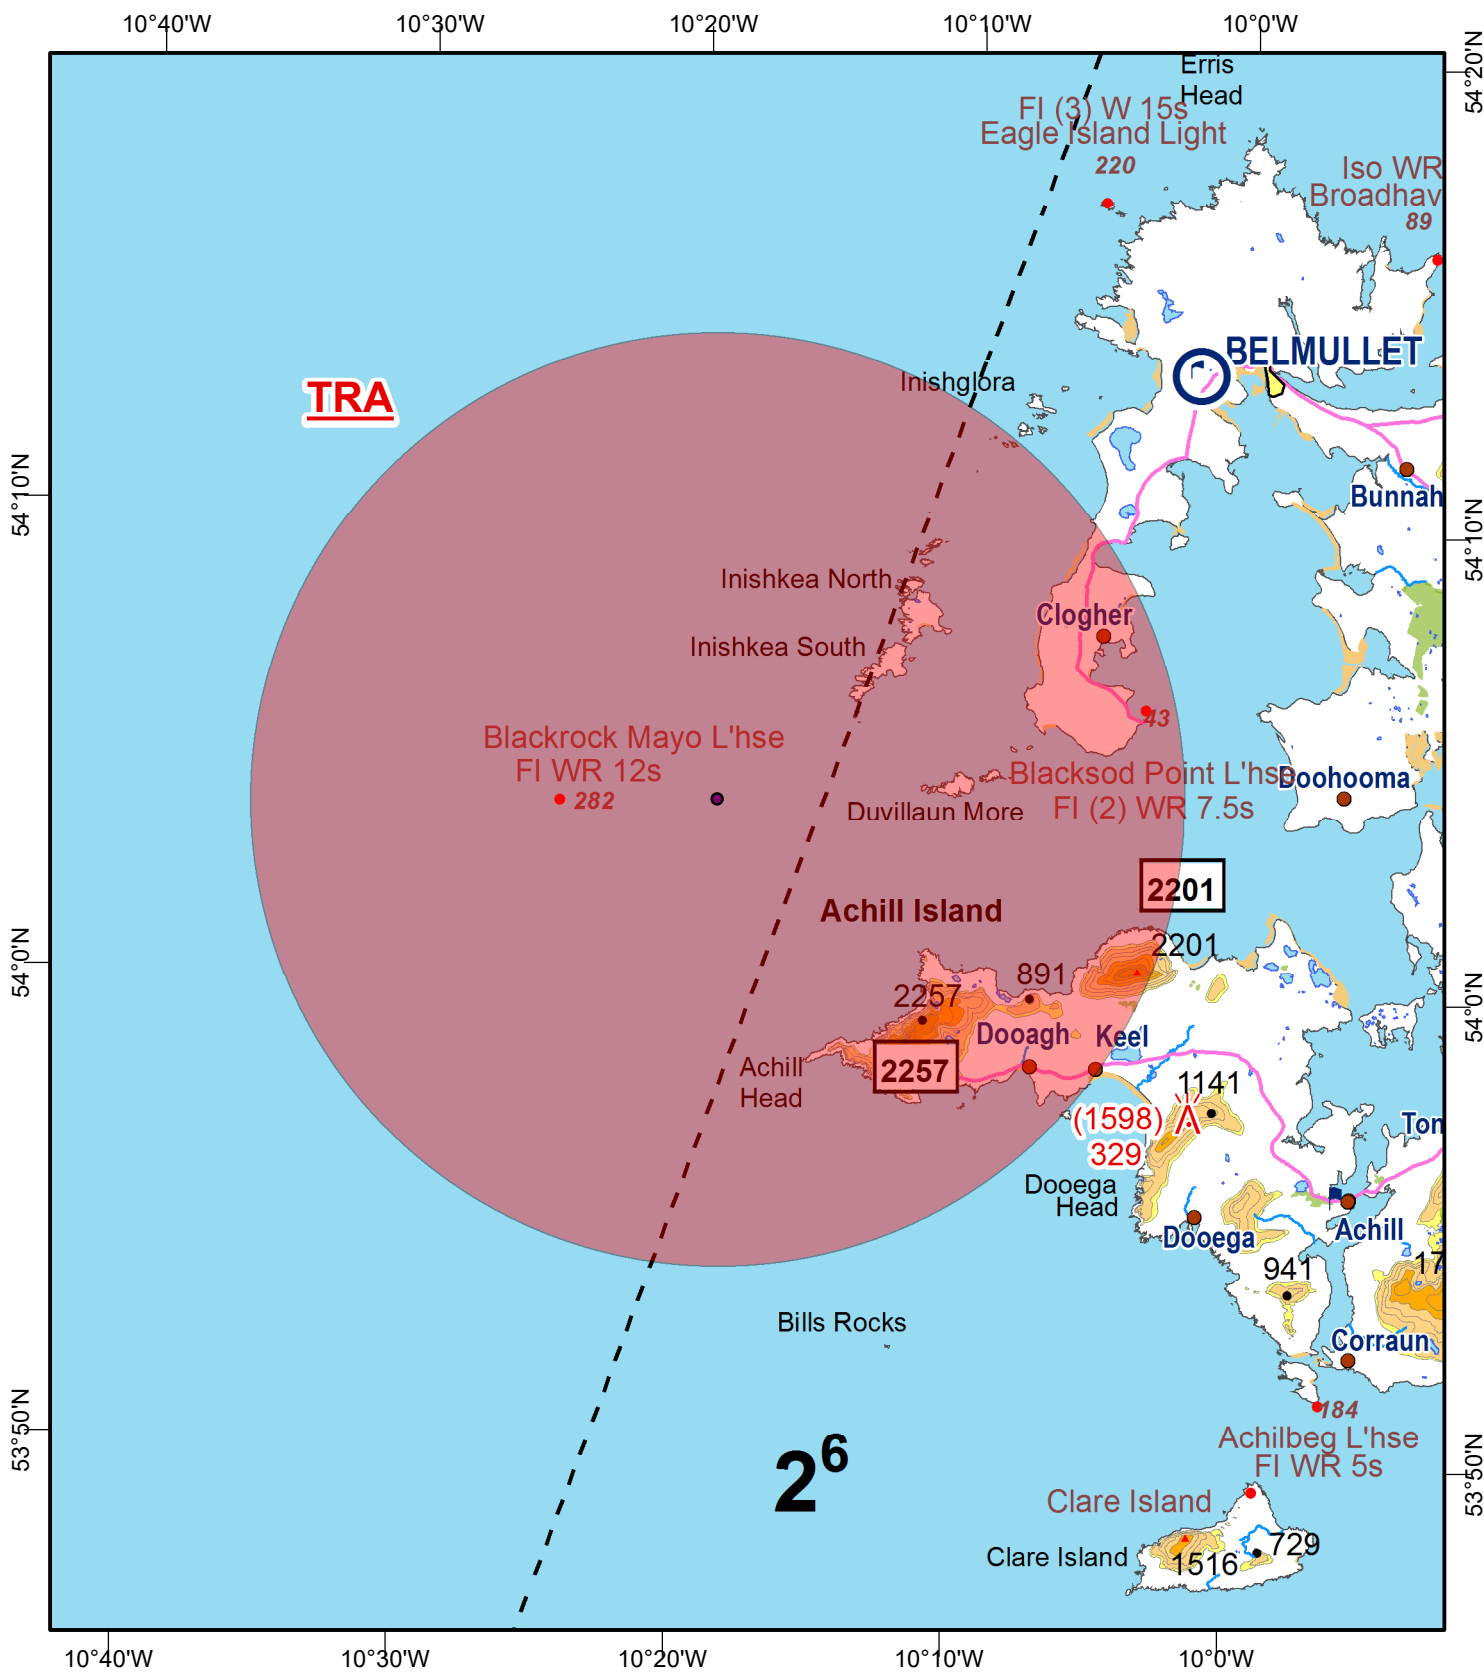 10°40'W 10°30'W 10°20'W 10°10'W 10°0'W
54°20'N
Erris
Head
Fl (3) W 15s
Eagle Island Light
220
Iso WR
Broadhav
89
BELMULLET
TRA
Inishglora
54°10'N
Bunnah
54°10'N
Inishkea North
Clogher
Inishkea South
43
Blackrock Mayo L'hse
Fl WR 12s
282
Blacksod Point L'hse
Fl (2) WR 7.5s
Doohooma
Duvillaun More
2201
Achill Island
2201
54°0'N
891
2257
54°0'N
Dooagh
Keel
2257
Achill
Head
1141
(1598)
329
Ton
Dooega
Head
Dooega
Achill
941
17
Bills Rocks
Corraun
184
53°50'N
Achilbeg L'hse
Fl WR 5s
53°50'N
2⁶
Clare Island
Clare Island
729
1516
10°40'W 10°30'W 10°20'W 10°10'W 10°0'W